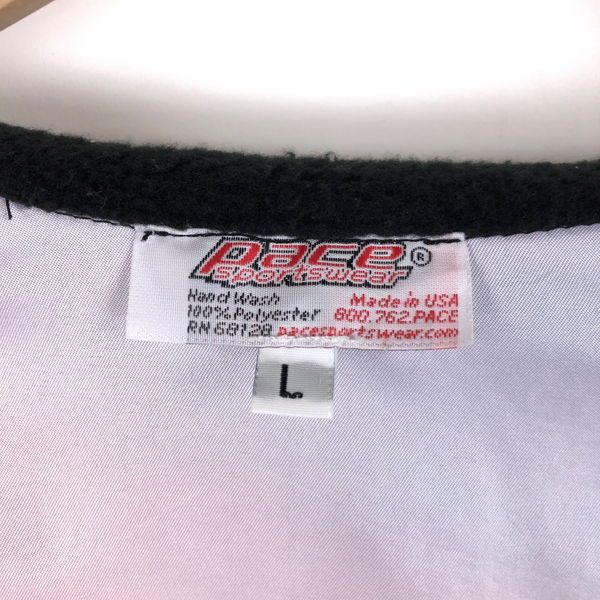 pace®
sportswear
Hand Wash Made in USA
100% Polyester 800.762.PACE
RN 68128 pacesportswear.com
L